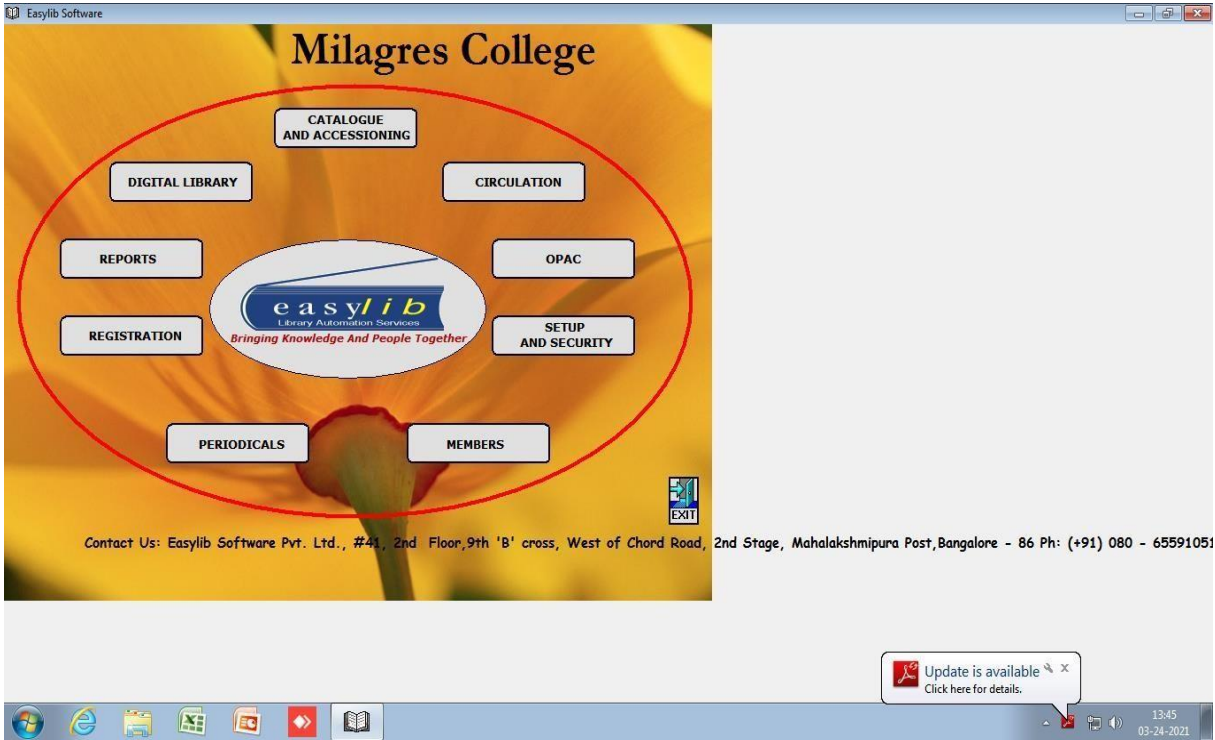 Easylib Software
Milagres College
CATALOGUE
AND ACCESSIONING
DIGITAL LIBRARY
CIRCULATION
REPORTS
OPAC
easylib
Library Automation Services
Bringing Knowledge And People Together
REGISTRATION
SETUP
AND SECURITY
PERIODICALS
MEMBERS
EXIT
Contact Us: Easylib Software Pvt. Ltd., #41, 2nd Floor,9th 'B' cross, West of Chord Road, 2nd Stage, Mahalakshmipura Post,Bangalore - 86 Ph: (+91) 080 - 65591051
Update is available
Click here for details.
13:45
03-24-2021